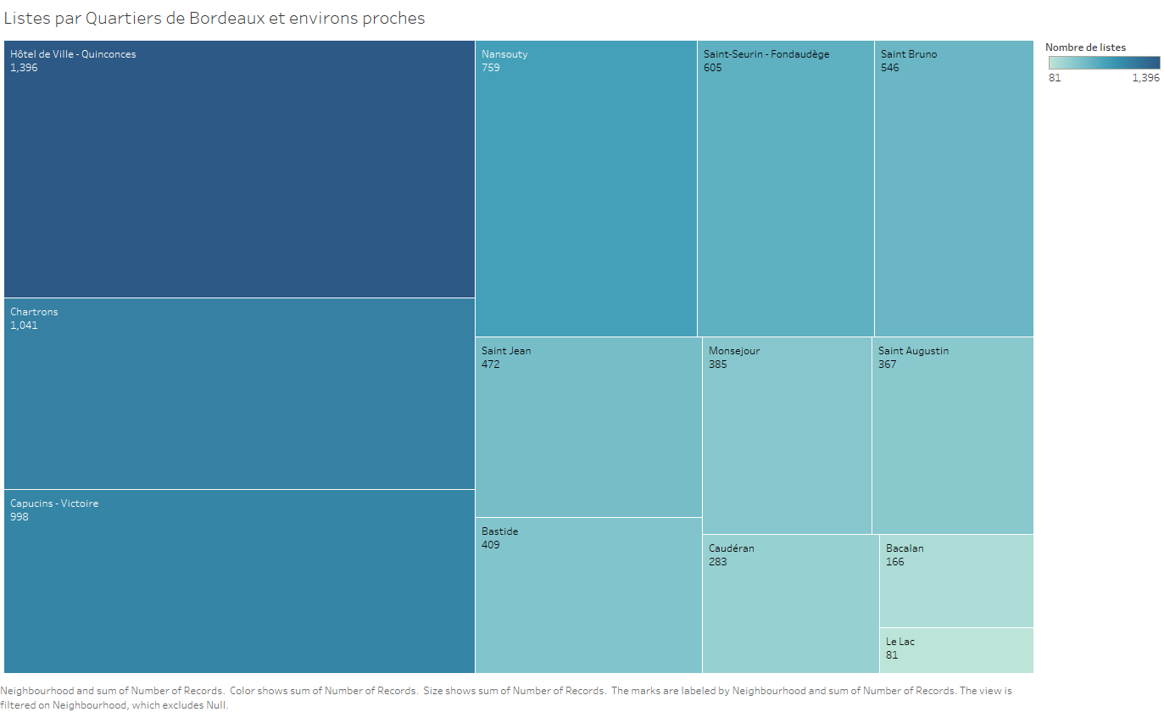 Listes par Quartiers de Bordeaux et environs proches
Hôtel de Ville - Quinconces
1,396
Chartrons
1,041
Capucins - Victoire
998
Nansouty
759
Saint-Seurin - Fondaudège
605
Saint Bruno
546
Saint Jean
472
Monsejour
385
Saint Augustin
367
Bastide
409
Caudéran
283
Bacalan
166
Le Lac
81
Nombre de listes
81 1,396
Neighbourhood and sum of Number of Records. Color shows sum of Number of Records. Size shows sum of Number of Records. The marks are labeled by Neighbourhood and sum of Number of Records. The view is
filtered on Neighbourhood, which excludes Null.